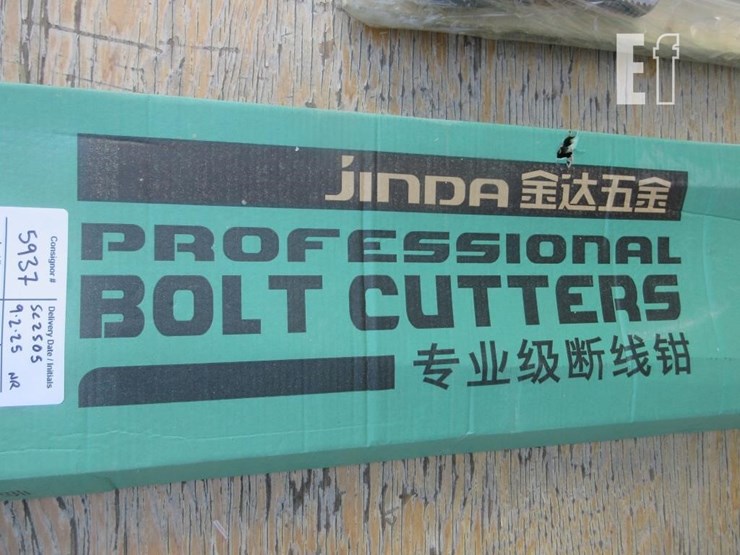 Ef
JINDA 金达五金
PROFESSIONAL
BOLT CUTTERS
专业级断线钳
Consignor #
5937
Delivery Date / Initials
SC2505
9-2-25 NR